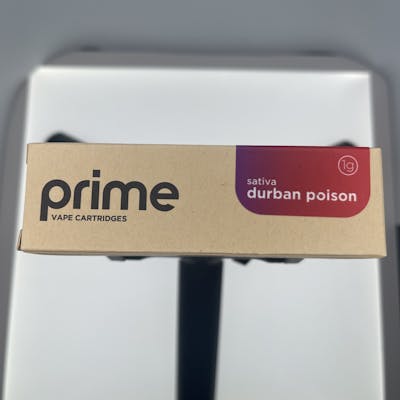 prime
VAPE CARTRIDGES
1g
sativa
durban poison